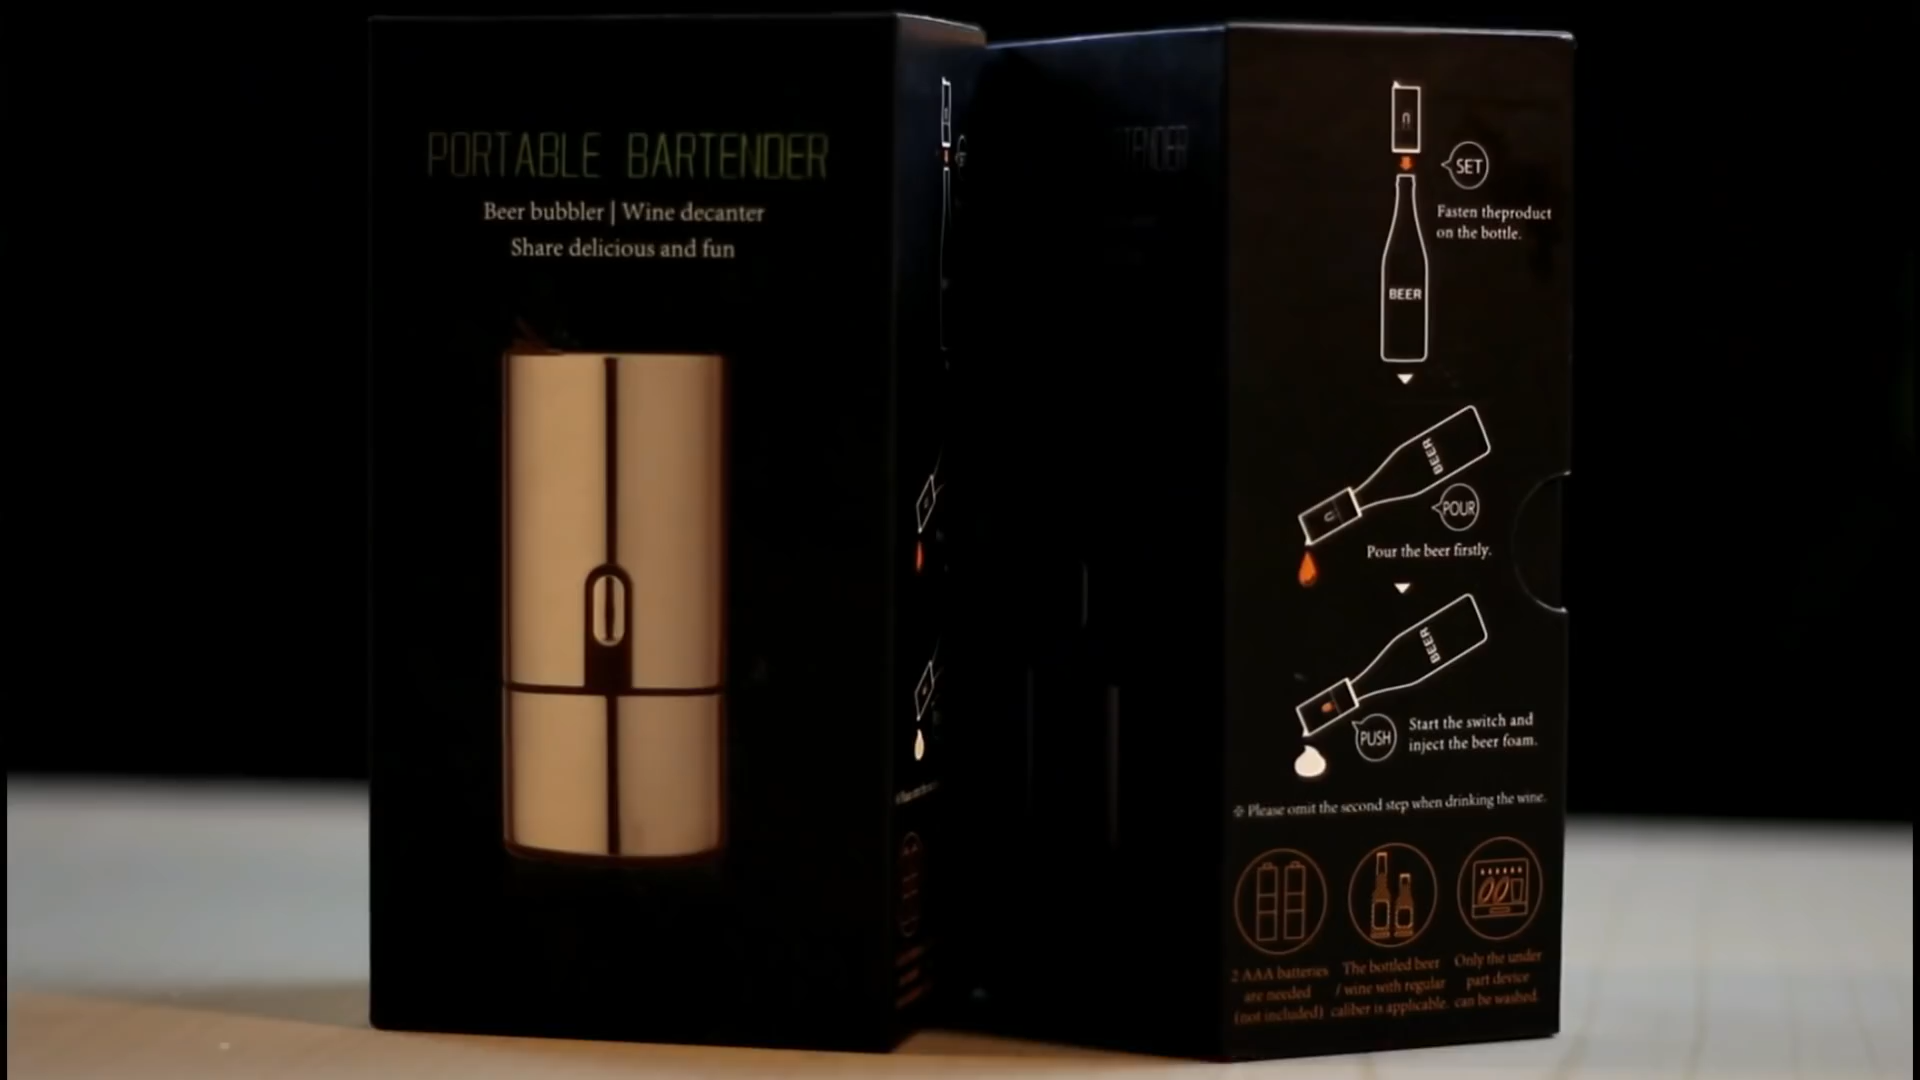 PORTABLE BARTENDER
Beer bubbler | Wine decanter
Share delicious and fun
TENDER
SET
Fasten theproduct
on the bottle.
BEER
BEER
POUR
Pour the beer firstly.
BEER
PUSH
Start the switch and
inject the beer foam.
※ Please omit the second step when drinking the wine.
2 AAA batteries
are needed
(not included)
The bottled beer
/ wine with regular
caliber is applicable.
Only the under
part device
can be washed.